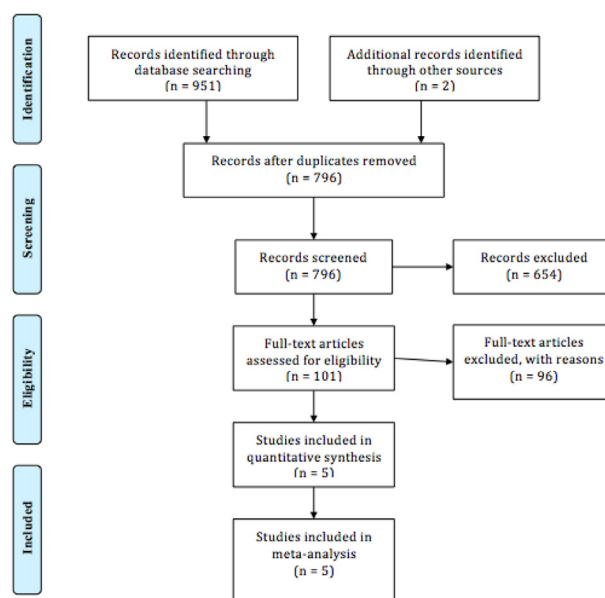 Identification
Records identified through
database searching
(n = 951)
Additional records identified
through other sources
(n = 2)
Records after duplicates removed
(n = 796)
Screening
Records screened
(n = 796)
Records excluded
(n = 654)
Eligibility
Full-text articles
assessed for eligibility
(n = 101)
Full-text articles
excluded, with reasons
(n = 96)
Studies included in
quantitative synthesis
(n = 5)
Included
Studies included in
meta-analysis
(n = 5)